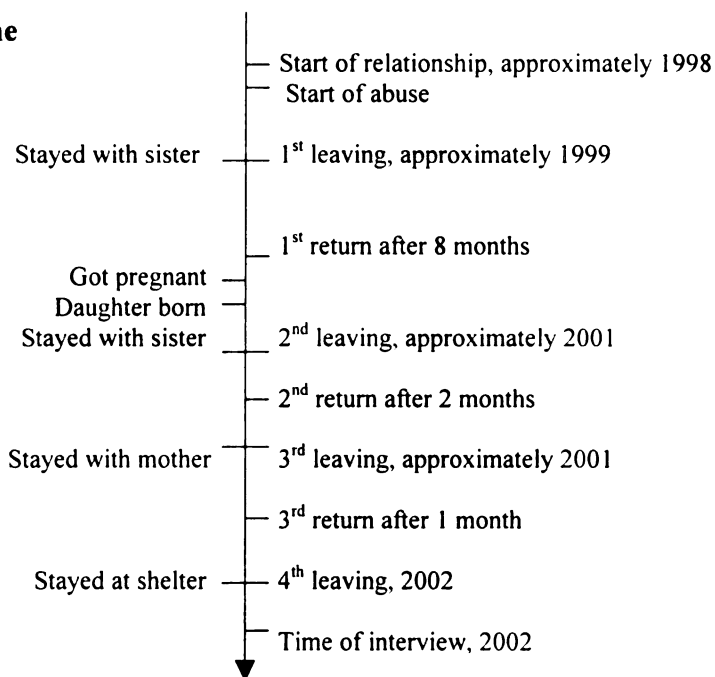 ne
Start of relationship, approximately 1998
Start of abuse
Stayed with sister 1st leaving, approximately 1999
1st return after 8 months
Got pregnant
Daughter born
Stayed with sister 2nd leaving, approximately 2001
2nd return after 2 months
Stayed with mother 3rd leaving, approximately 2001
3rd return after 1 month
Stayed at shelter 4th leaving, 2002
Time of interview, 2002